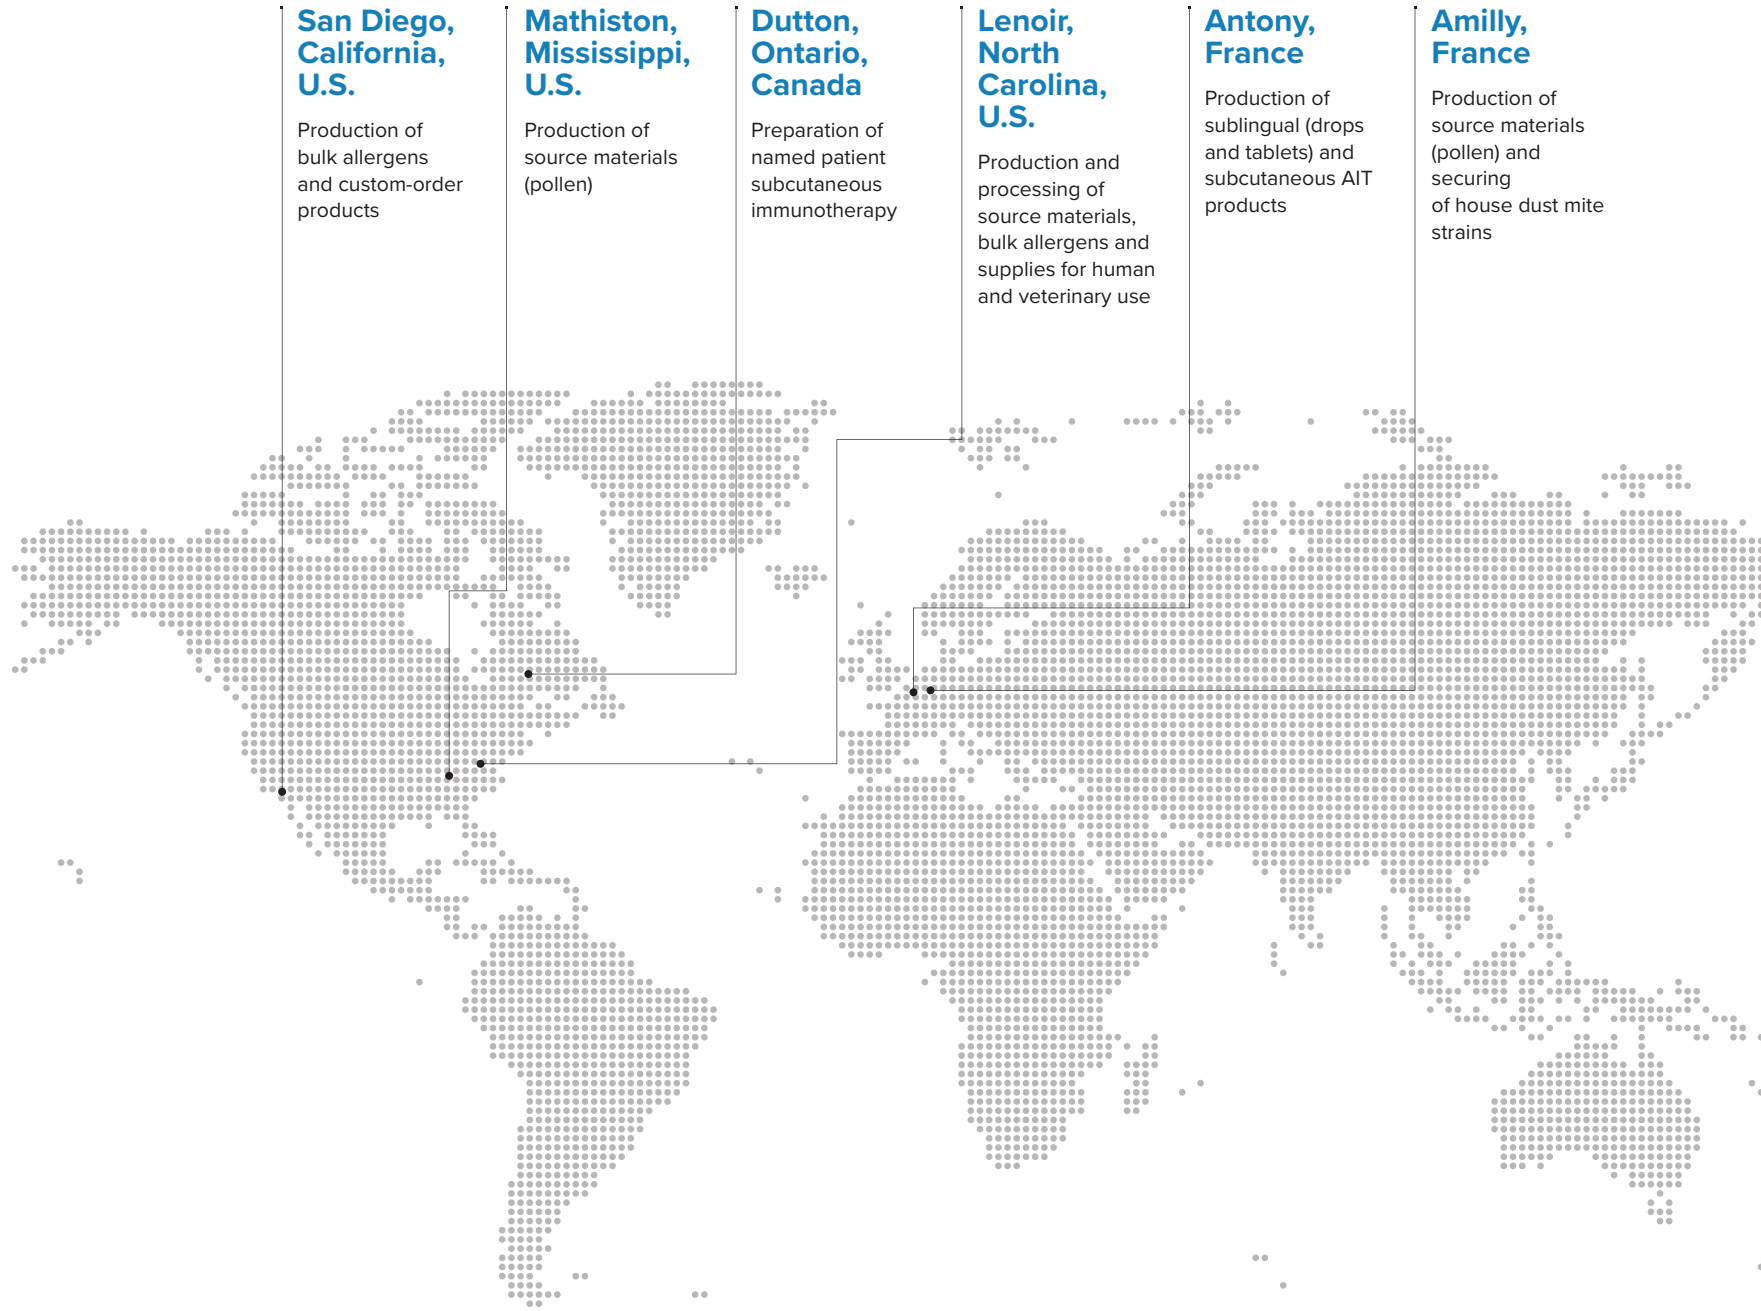 San Diego,
California,
U.S.
Production of
bulk allergens
and custom-order
products
Mathiston,
Mississippi,
U.S.
Production of
source materials
(pollen)
Dutton,
Ontario,
Canada
Preparation of
named patient
subcutaneous
immunotherapy
Lenoir,
North
Carolina,
U.S.
Production and
processing of
source materials,
bulk allergens and
supplies for human
and veterinary use
Antony,
France
Production of
sublingual (drops
and tablets) and
subcutaneous AIT
products
Amilly,
France
Production of
source materials
(pollen) and
securing
of house dust mite
strains